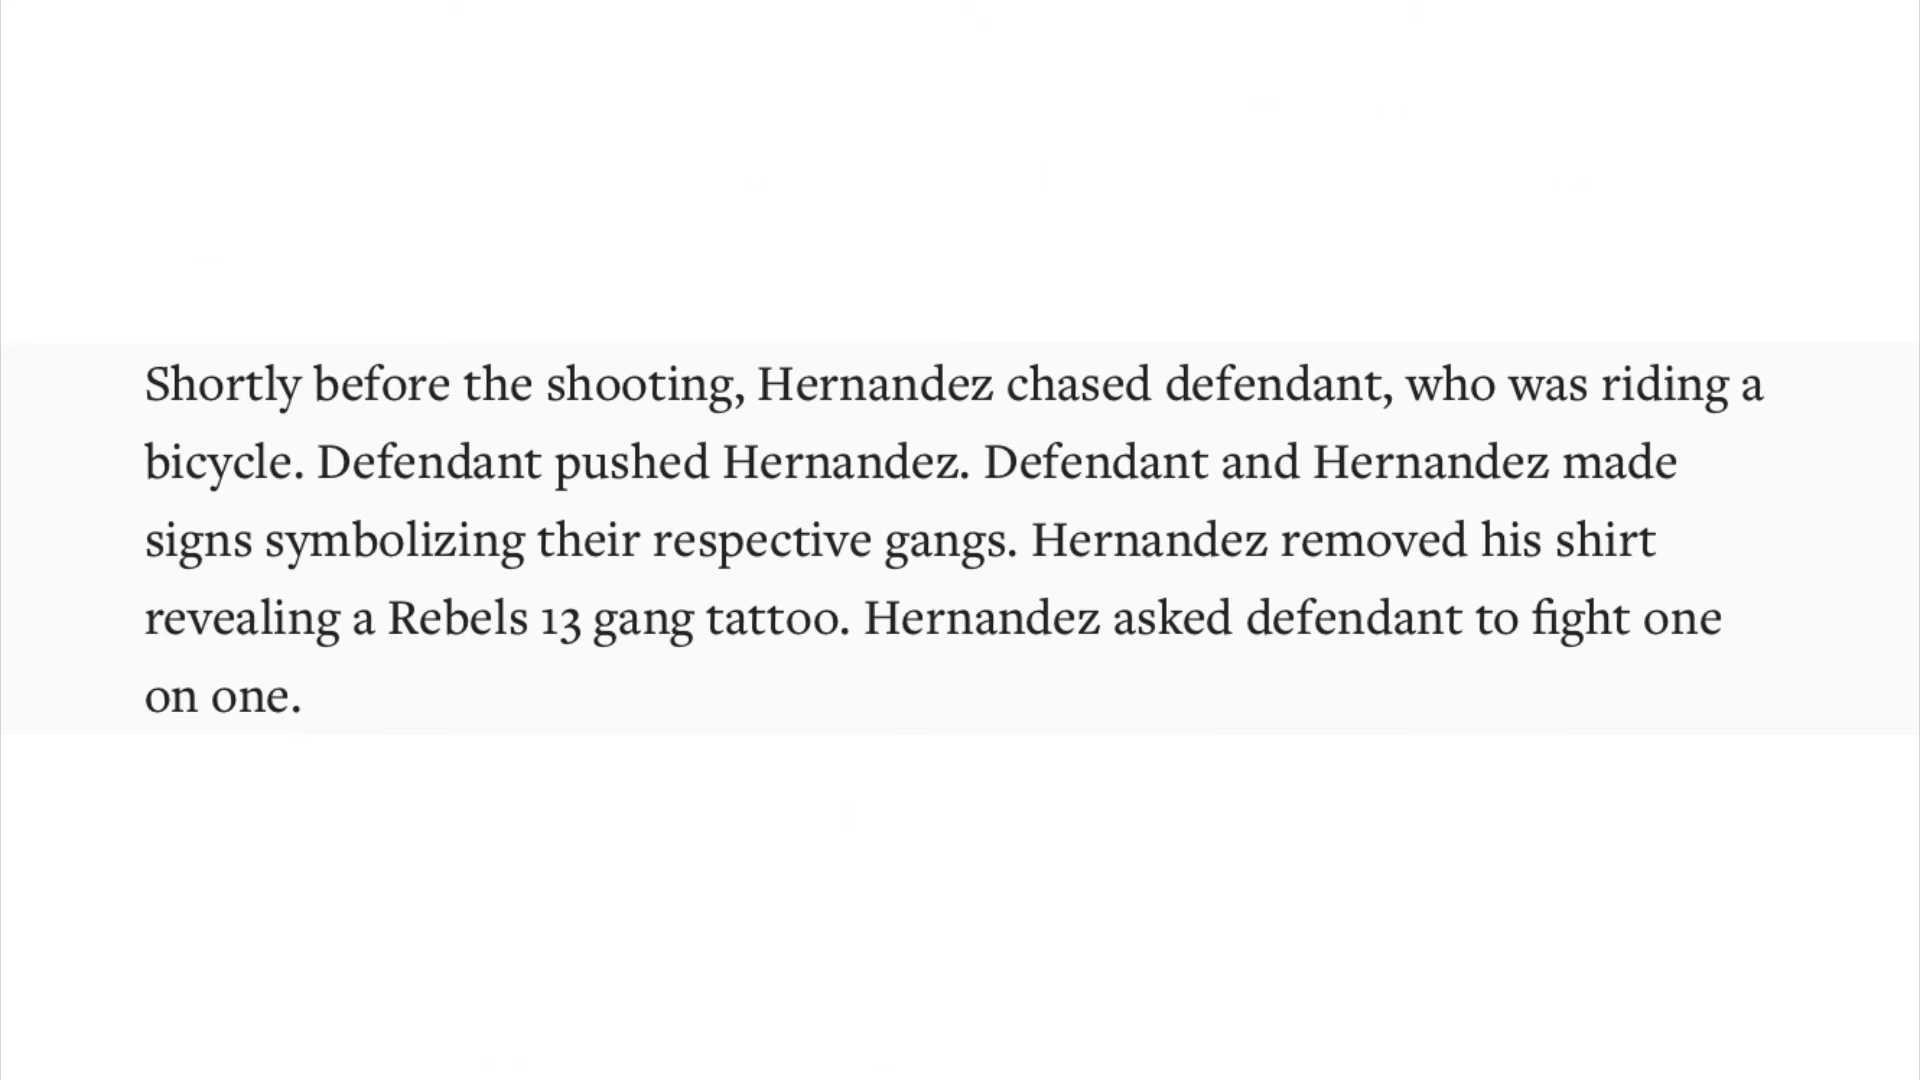 Shortly before the shooting, Hernandez chased defendant, who was riding a
bicycle. Defendant pushed Hernandez. Defendant and Hernandez made
signs symbolizing their respective gangs. Hernandez removed his shirt
revealing a Rebels 13 gang tattoo. Hernandez asked defendant to fight one
on one.